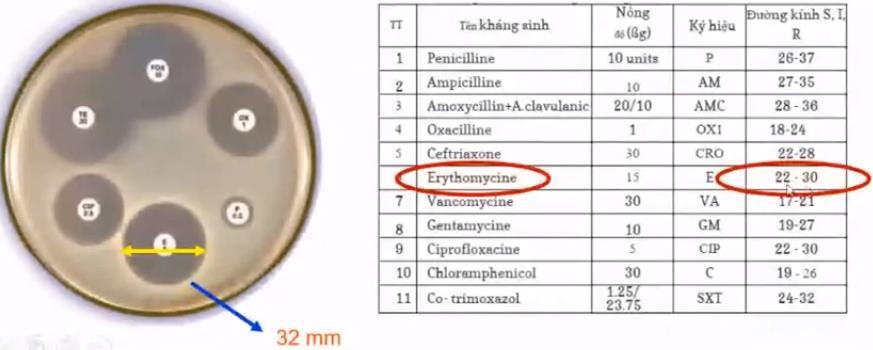 FOX
30
TE
30
OX
1
CIP
P
E
32 mm
TT Tên kháng sinh Nồng độ (ßg) Ký hiệu Đường kính S, I, R
1 Penicilline 10 units P 26-37
2 Ampicilline 10 AM 27-35
3 Amoxycillin+A.clavulanic 20/10 AMC 28 - 36
4 Oxacilline 1 OX1 18-24
5 Ceftriaxone 30 CRO 22-28
Erythomycine 15 E 22 - 30
7 Vancomycine 30 VA 17-21
8 Gentamycine 10 GM 19-27
9 Ciprofloxacine 5 CIP 22 - 30
10 Chloramphenicol 30 C 19 - 26
11 Co- trimoxazol 1.25/ 23.75 SXT 24-32